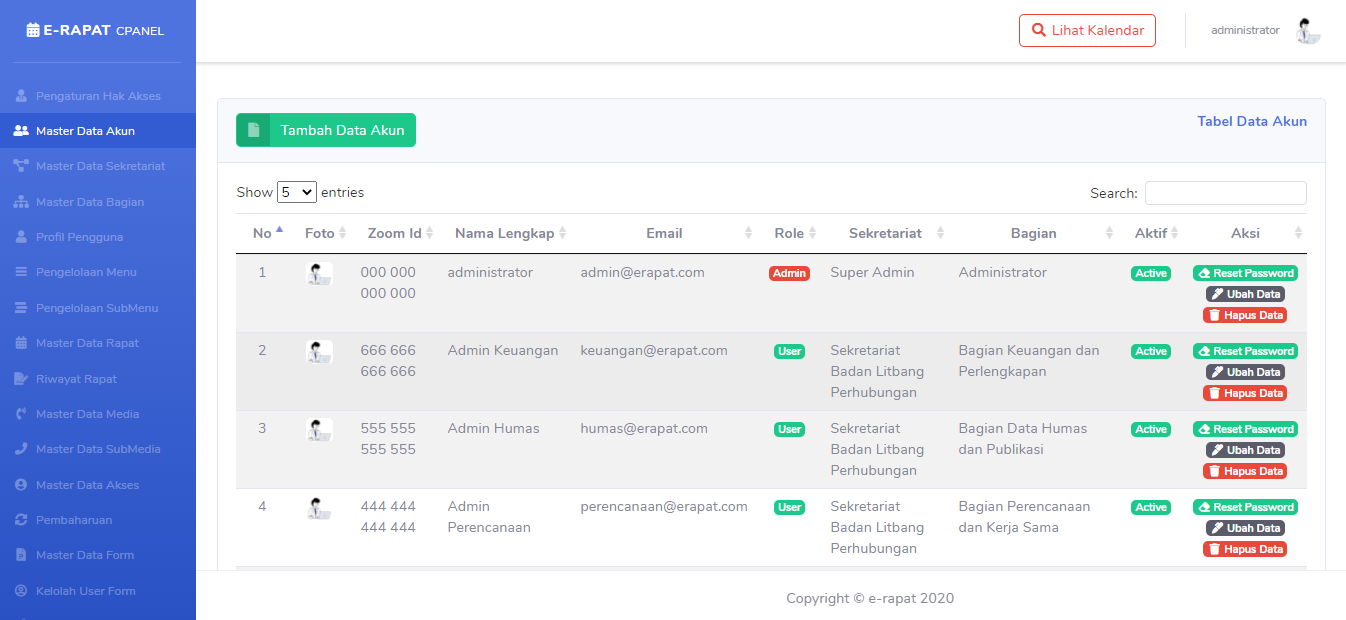 E-RAPAT CPANEL
Lihat Kalendar
administrator
Pengaturan Hak Akses
Master Data Akun
Master Data Sekretariat
Master Data Bagian
Profil Pengguna
Pengelolaan Menu
Pengelolaan SubMenu
Master Data Rapat
Riwayat Rapat
Master Data Media
Master Data SubMedia
Master Data Akses
Pembaharuan
Master Data Form
Kelolah User Form
Tambah Data Akun
Tabel Data Akun
Show 5 entries
Search:
No Foto Zoom Id Nama Lengkap Email Role Sekretariat Bagian Aktif Aksi
1 000 000 administrator admin@erapat.com Admin Super Admin Administrator Active Reset Password
000 000 Ubah Data
Hapus Data
2 666 666 Admin Keuangan keuangan@erapat.com User Sekretariat Bagian Keuangan dan Active Reset Password
666 666 Badan Litbang Perlengkapan Ubah Data
Perhubungan Hapus Data
3 555 555 Admin Humas humas@erapat.com User Sekretariat Bagian Data Humas Active Reset Password
555 555 Badan Litbang dan Publikasi Ubah Data
Perhubungan Hapus Data
4 444 444 Admin perencanaan@erapat.com User Sekretariat Bagian Perencanaan Active Reset Password
444 444 Perencanaan Badan Litbang dan Kerja Sama Ubah Data
Perhubungan Hapus Data
Copyright © e-rapat 2020